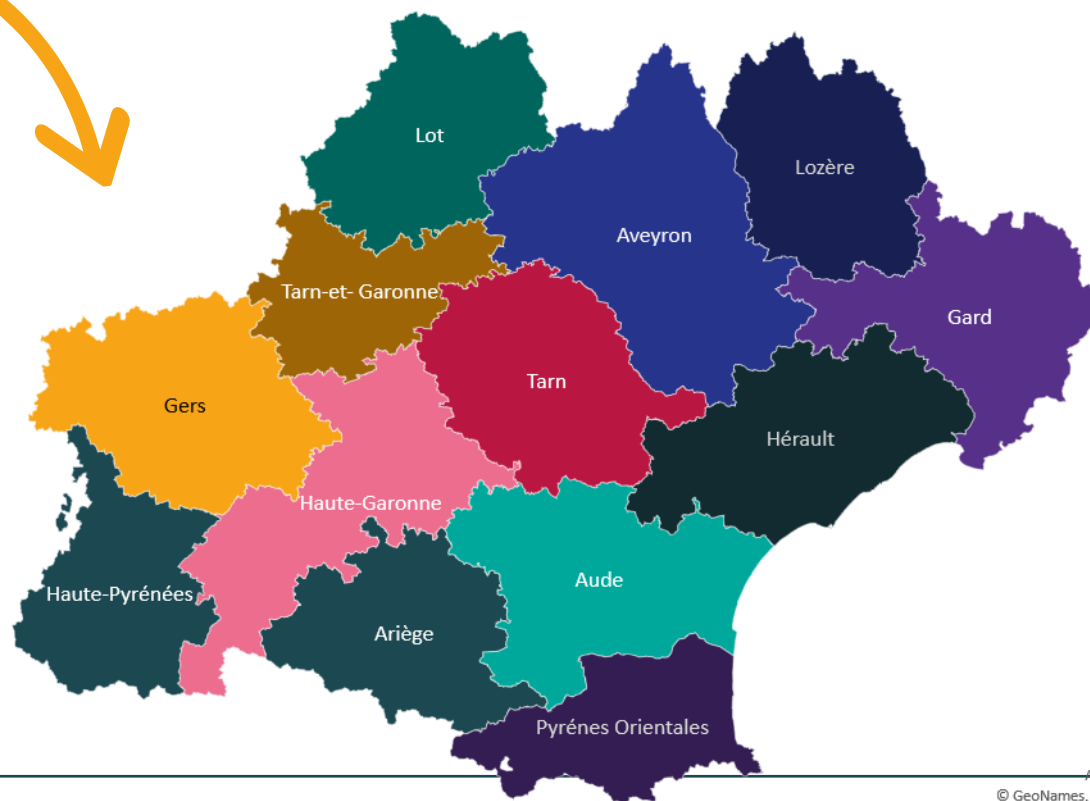 Lot
Lozère
Aveyron
Tarn-et- Garonne
Gard
Tarn
Gers
Hérault
Haute-Garonne
Aude
Haute-Pyrénées
Ariège
Pyrénes Orientales
© GeoNames,